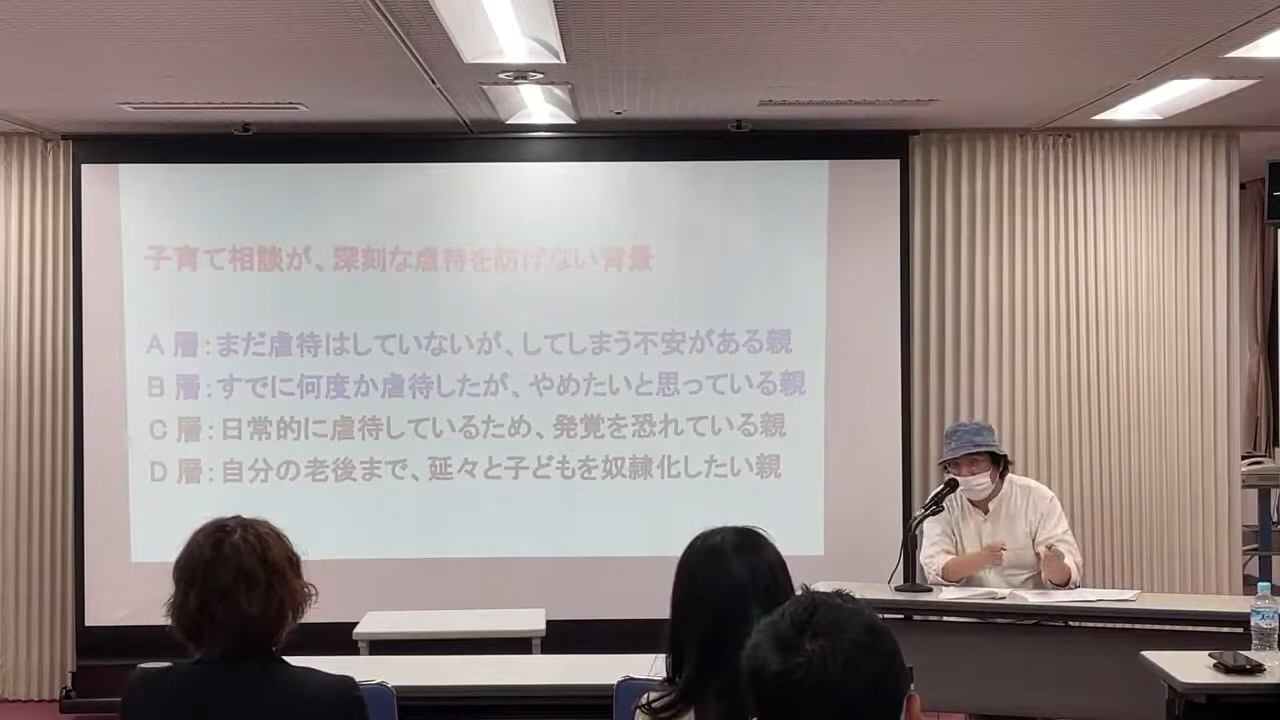 子育て相談が、深刻な虐待を防げない背景
A 層：まだ虐待はしていないが、してしまう不安がある親
B 層：すでに何度か虐待したが、やめたいと思っている親
C 層：日常的に虐待しているため、発覚を恐れている親
D 層：自分の老後まで、延々と子どもを奴隷化したい親